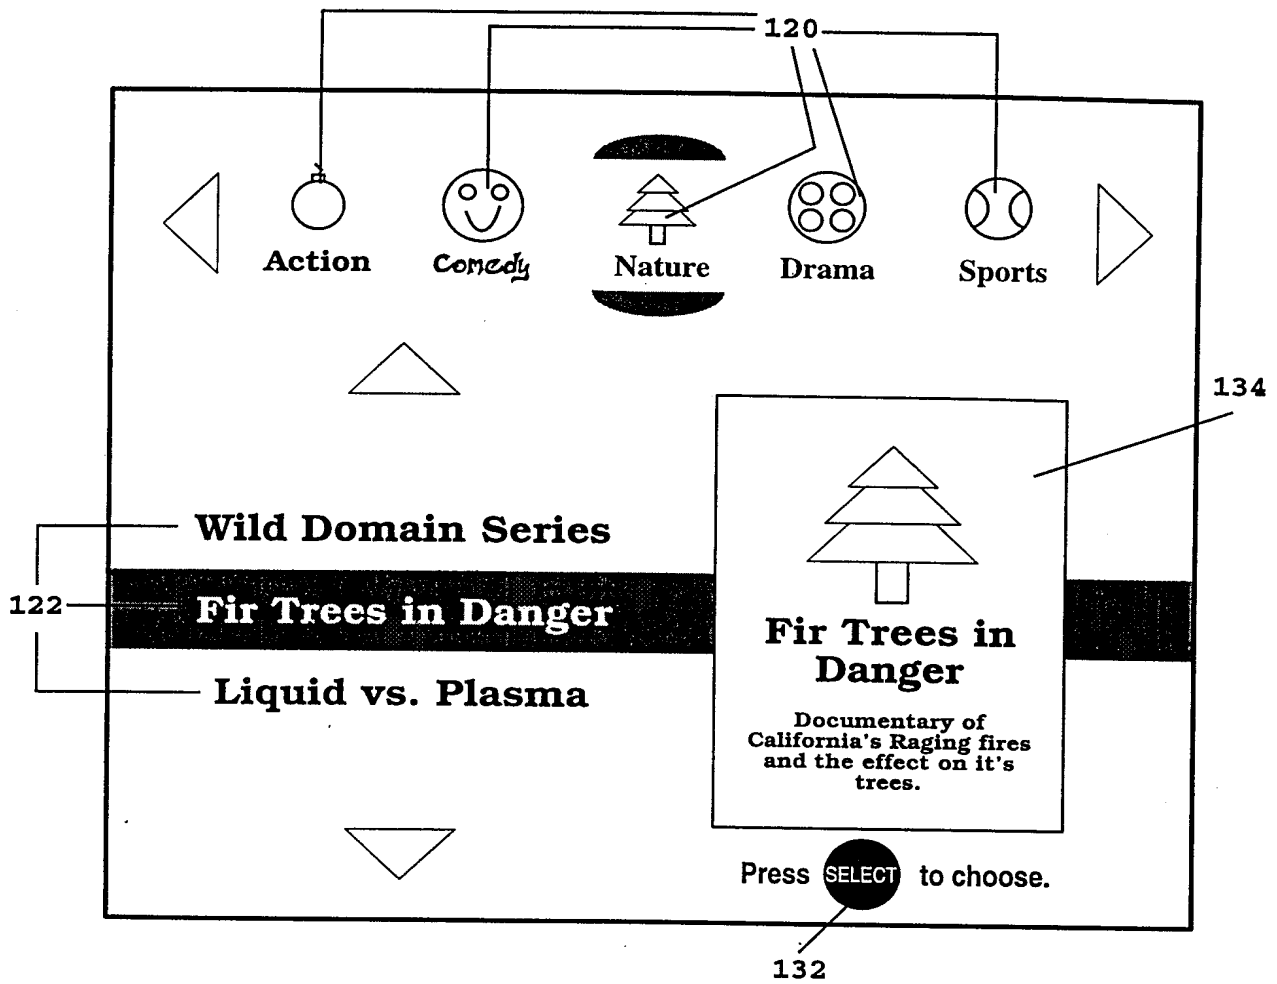 120
Action
Comedy
Nature
Drama
Sports
134
Wild Domain Series
122
Fir Trees in Danger
Liquid vs. Plasma
Fir Trees in
Danger
Documentary of
California's Raging fires
and the effect on it's
trees.
Press SELECT to choose.
132